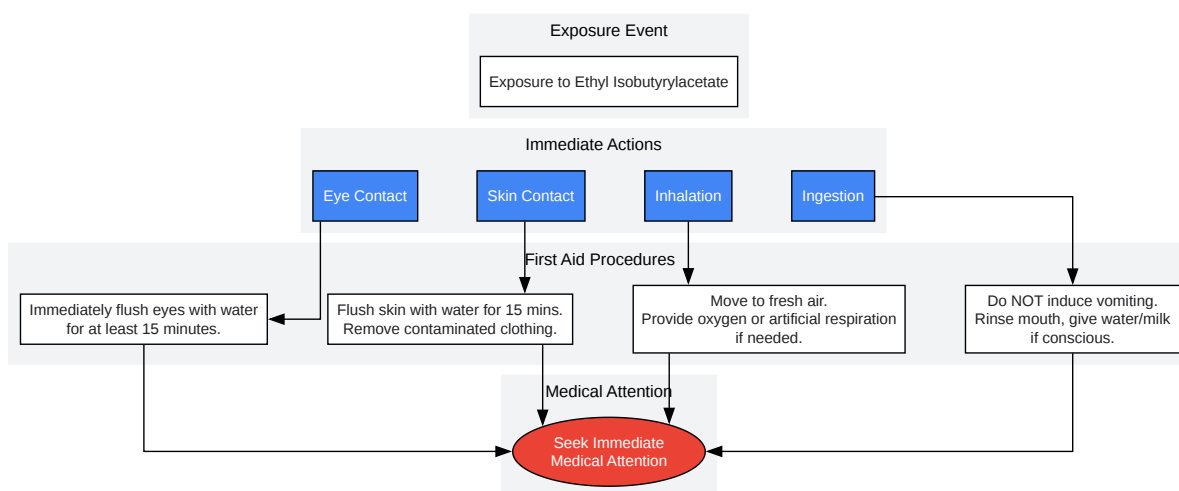 Exposure Event
Exposure to Ethyl Isobutyrylacetate
Immediate Actions
Eye Contact
Skin Contact
Inhalation
Ingestion
First Aid Procedures
Immediately flush eyes with water
for at least 15 minutes.
Flush skin with water for 15 mins.
Remove contaminated clothing.
Move to fresh air.
Provide oxygen or artificial respiration
if needed.
Do NOT induce vomiting.
Rinse mouth, give water/milk
if conscious.
Medical Attention
Seek Immediate
Medical Attention